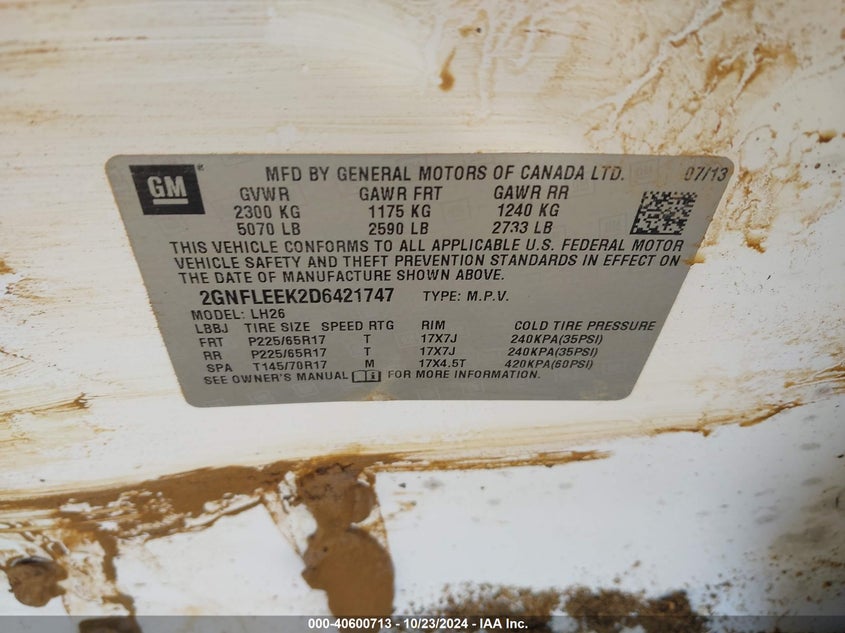 GM®
MFD BY GENERAL MOTORS OF CANADA LTD. 07/13
GVWR GAWR FRT GAWR RR
2300 KG 1175 KG 1240 KG
5070 LB 2590 LB 2733 LB
THIS VEHICLE CONFORMS TO ALL APPLICABLE U.S. FEDERAL MOTOR
VEHICLE SAFETY AND THEFT PREVENTION STANDARDS IN EFFECT ON
THE DATE OF MANUFACTURE SHOWN ABOVE.
2GNFLEEK2D6421747 TYPE: M.P.V.
MODEL: LH26
LBBJ TIRE SIZE SPEED RTG RIM COLD TIRE PRESSURE
FRT P225/65R17 T 17X7J 240KPA(35PSI)
RR P225/65R17 T 17X7J 240KPA(35PSI)
SPA T145/70R17 M 17X4.5T 420KPA(60PSI)
SEE OWNER'S MANUAL FOR MORE INFORMATION.
000-40600713 - 10/23/2024 - IAA Inc.